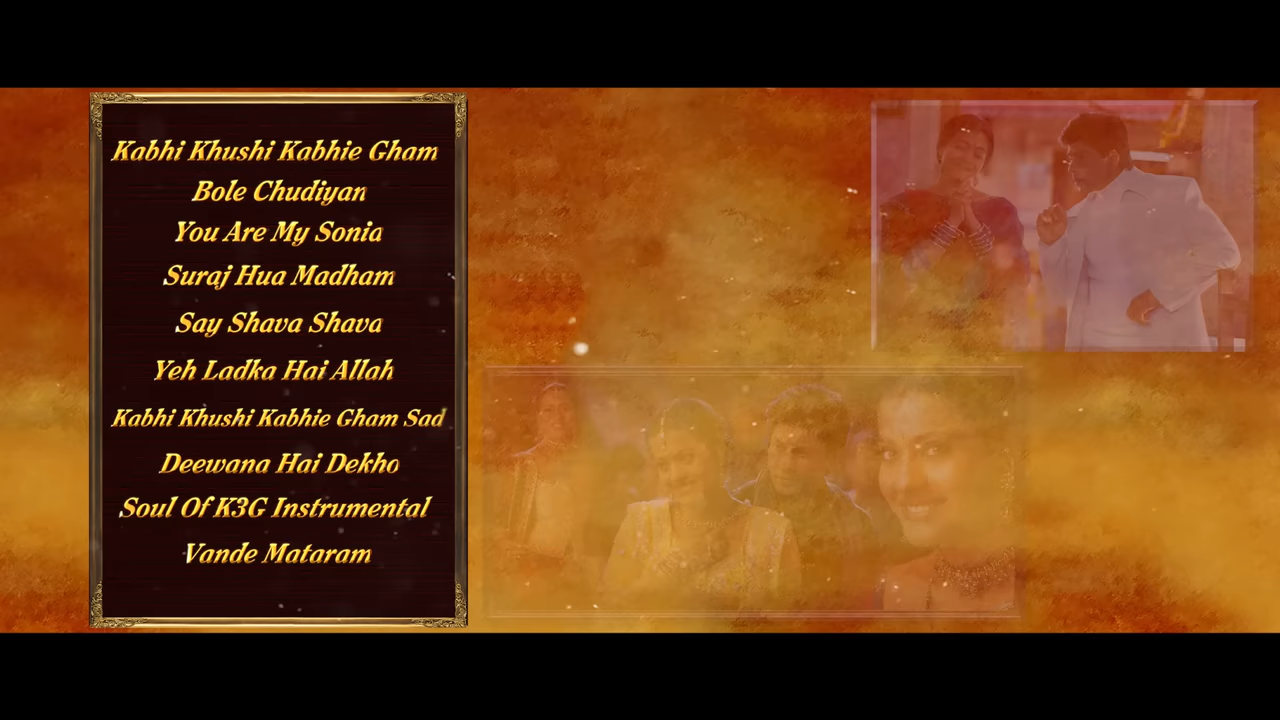 Kabhi Khushi Kabhie Gham
Bole Chudiyan
You Are My Sonia
Suraj Hua Madham
Say Shava Shava
Yeh Ladka Hai Allah
Kabhi Khushi Kabhie Gham Sad
Deewana Hai Dekho
Soul Of K3G Instrumental
Vande Mataram